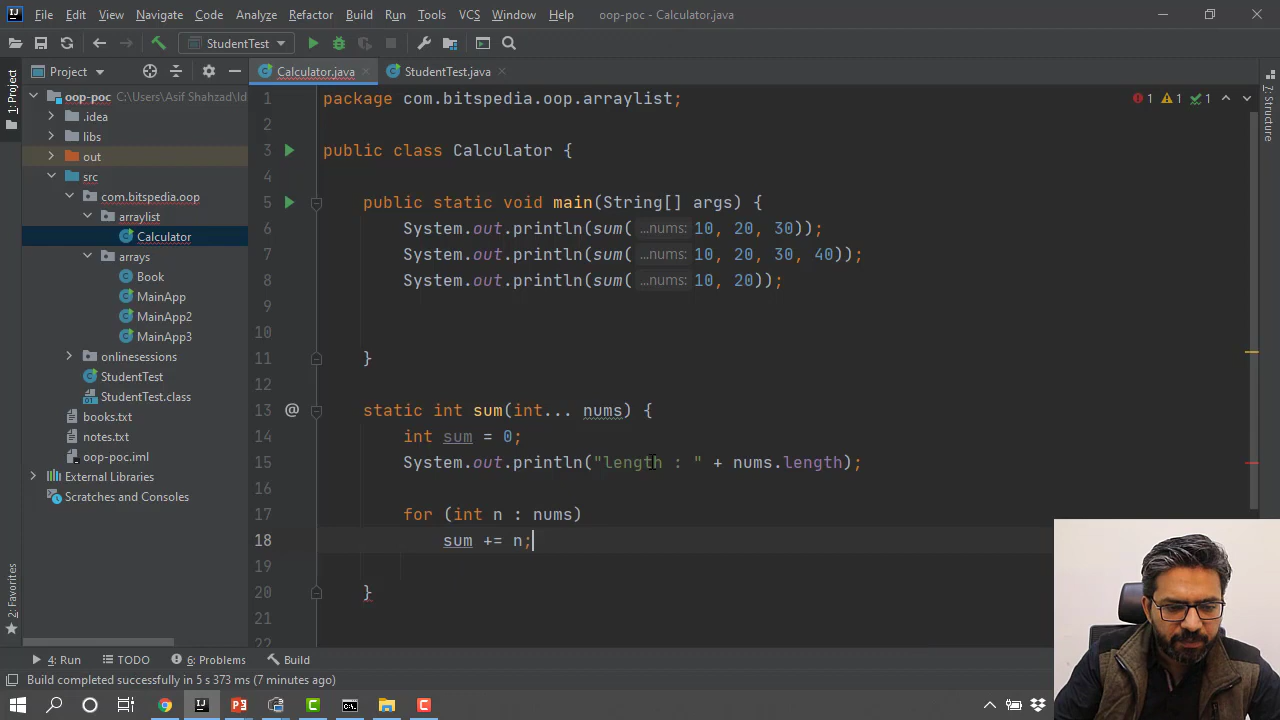 File Edit View Navigate Code Analyze Refactor Build Run Tools VCS Window Help oop-poc - Calculator.java
StudentTest
1: Project
Project
Calculator.java
StudentTest.java
oop-poc C:\Users\Asif Shahzad\Id
.idea
libs
out
src
com.bitspedia.oop
arraylist
Calculator
arrays
Book
MainApp
MainApp2
MainApp3
onlinesessions
StudentTest
StudentTest.class
books.txt
notes.txt
oop-poc.iml
External Libraries
Scratches and Consoles
2: Favorites
7: Structure
1 1 1
1 package com.bitspedia.oop.arraylist;
2
3 public class Calculator {
4
5 public static void main(String[] args) {
6 System.out.println(sum( ...nums: 10, 20, 30));
7 System.out.println(sum( ...nums: 10, 20, 30, 40));
8 System.out.println(sum( ...nums: 10, 20));
9
10
11 }
12
13 @ static int sum(int... nums) {
14 int sum = 0;
15 System.out.println("length : " + nums.length);
16
17 for (int n : nums)
18 sum += n;
19
20 }
21
22
4: Run TODO 6: Problems Build
Build completed successfully in 5 s 373 ms (7 minutes ago)